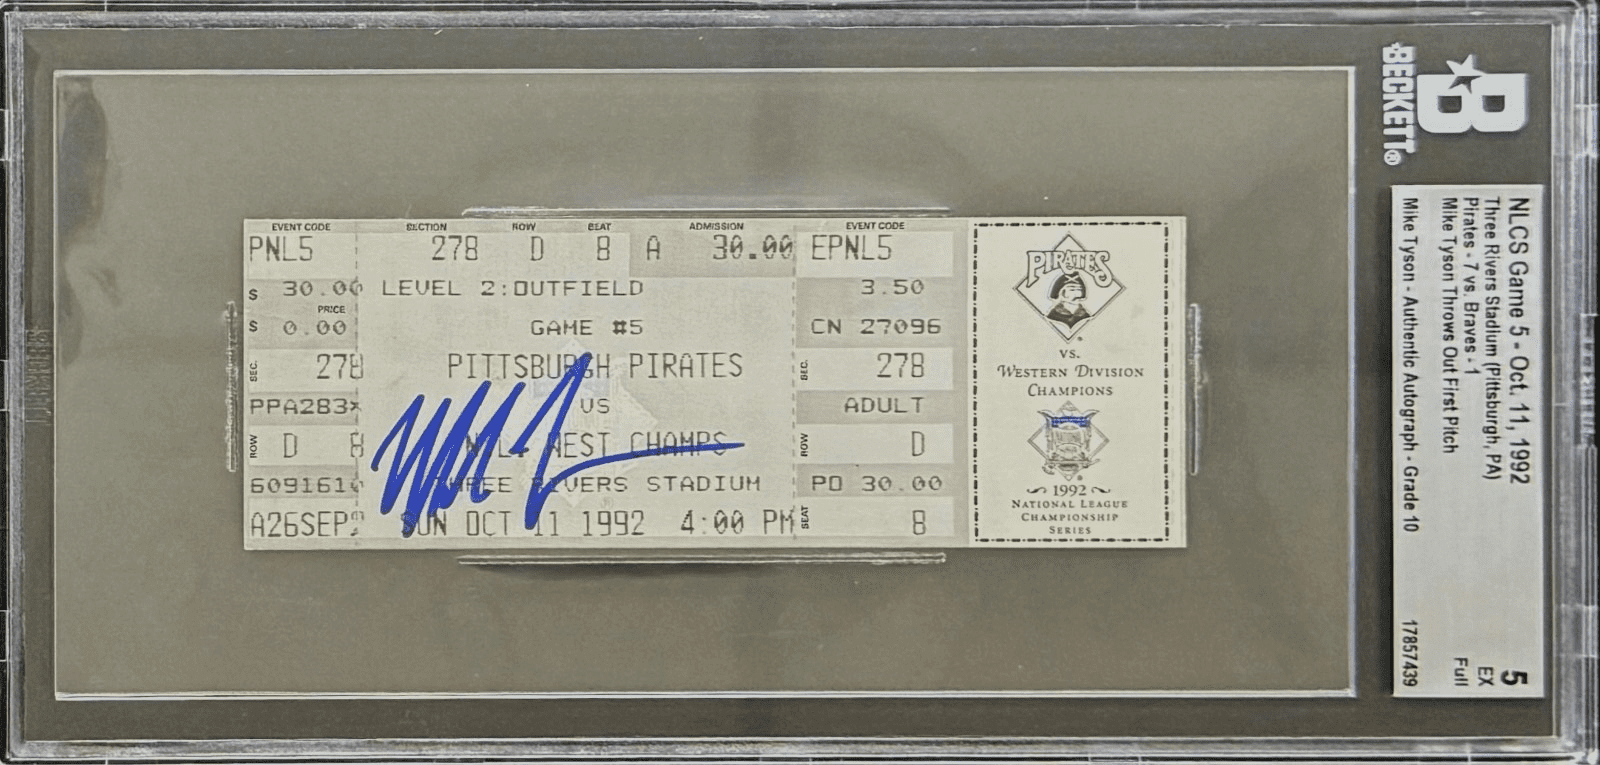 EVENT CODE SECTION ROW SEAT ADMISSION EVENT CODE
PNL5 278 D 8 A 30.00 EPNL5
$ 30.00 LEVEL 2:OUTFIELD 3.50
PRICE
$ 0.00 GAME #5 CN 27096
SEC. 278 PITTSBURGH PIRATES SEC. 278
PPA283x VS ADULT
ROW D 8 N.L. WEST CHAMPS ROW D
6091614 THREE RIVERS STADIUM PO 30.00
A26SEP SUN OCT 11 1992 4:00 PM SEAT 8
PIRATES
VS.
WESTERN DIVISION
CHAMPIONS
1992
NATIONAL LEAGUE
CHAMPIONSHIP
SERIES
B
BECKETT®
NLCS Game 5 - Oct. 11, 1992
Three Rivers Stadium (Pittsburgh, PA)
Pirates - 7 vs. Braves - 1
Mike Tyson Throws Out First Pitch
Mike Tyson - Authentic Autograph - Grade 10
5
EX
Full
17857439